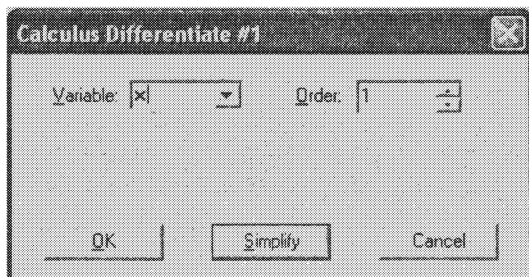 Calculus Differentiate #1
Variable: x Order: 1
OK Simplify Cancel